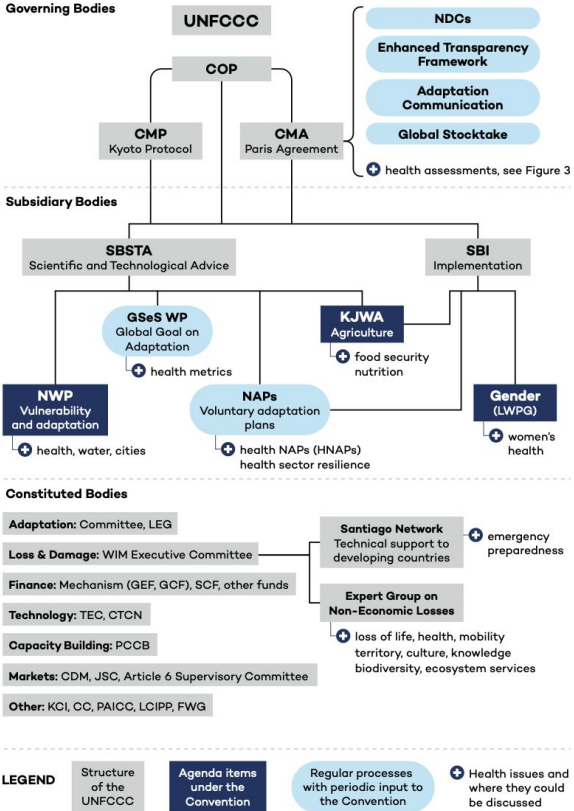 Governing Bodies
UNFCCC
COP
CMP
Kyoto Protocol
CMA
Paris Agreement
NDCs
Enhanced Transparency
Framework
Adaptation
Communication
Global Stocktake
health assessments, see Figure 3
Subsidiary Bodies
SBSTA
Scientific and Technological Advice
SBI
Implementation
GSeS WP
Global Goal on
Adaptation
health metrics
KJWA
Agriculture
food security
nutrition
NWP
Vulnerability
and adaptation
health, water, cities
NAPs
Voluntary adaptation
plans
health NAPs (HNAPs)
health sector resilience
Gender
(LWPG)
women's
health
Constituted Bodies
Adaptation: Committee, LEG
Loss & Damage: WIM Executive Committee
Finance: Mechanism (GEF, GCF), SCF, other funds
Technology: TEC, CTCN
Capacity Building: PCCB
Markets: CDM, JSC, Article 6 Supervisory Committee
Other: KCI, CC, PAICC, LCIPP, FWG
Santiago Network
Technical support to
developing countries
emergency
preparedness
Expert Group on
Non-Economic Losses
loss of life, health, mobility
territory, culture, knowledge
biodiversity, ecosystem services
LEGEND
Structure
of the
UNFCCC
Agenda items
under the
Convention
Regular processes
with periodic input to
the Convention
Health issues and
where they could
be discussed